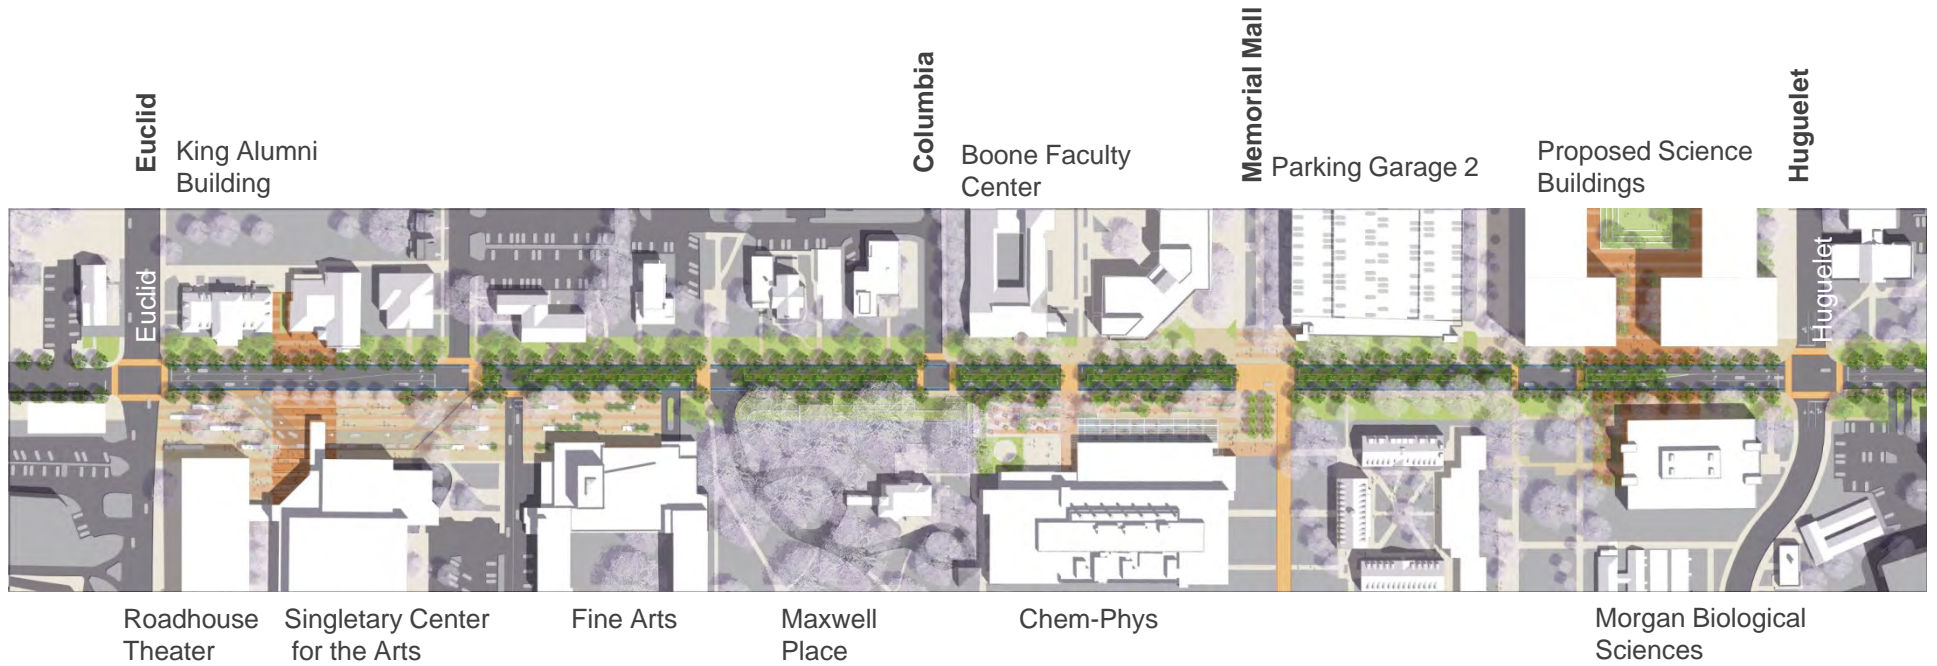 Euclid
King Alumni
Building
Columbia
Boone Faculty
Center
Memorial Mall
Parking Garage 2
Proposed Science
Buildings
Huguelet
Euclid
Huguelet
Roadhouse
Theater
Singletary Center
for the Arts
Fine Arts
Maxwell
Place
Chem-Phys
Morgan Biological
Sciences